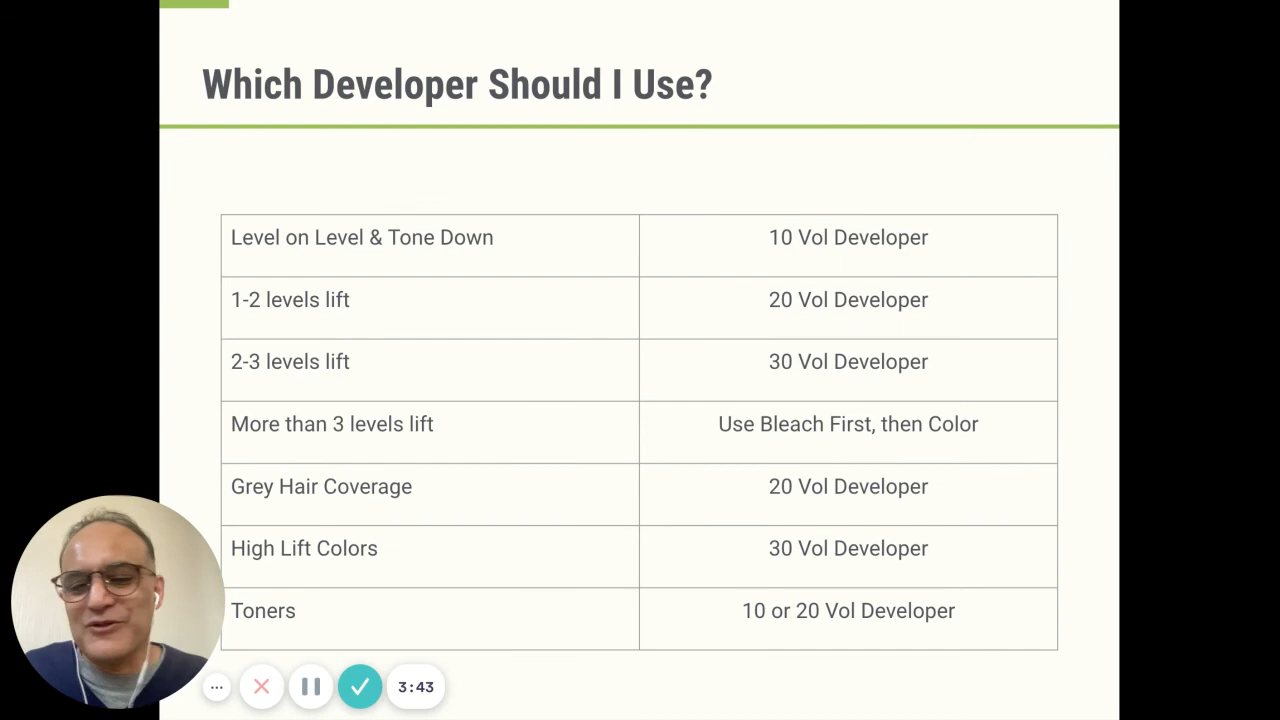 Which Developer Should I Use?
Level on Level & Tone Down 10 Vol Developer
1-2 levels lift 20 Vol Developer
2-3 levels lift 30 Vol Developer
More than 3 levels lift Use Bleach First, then Color
Grey Hair Coverage 20 Vol Developer
High Lift Colors 30 Vol Developer
Toners 10 or 20 Vol Developer
3:43